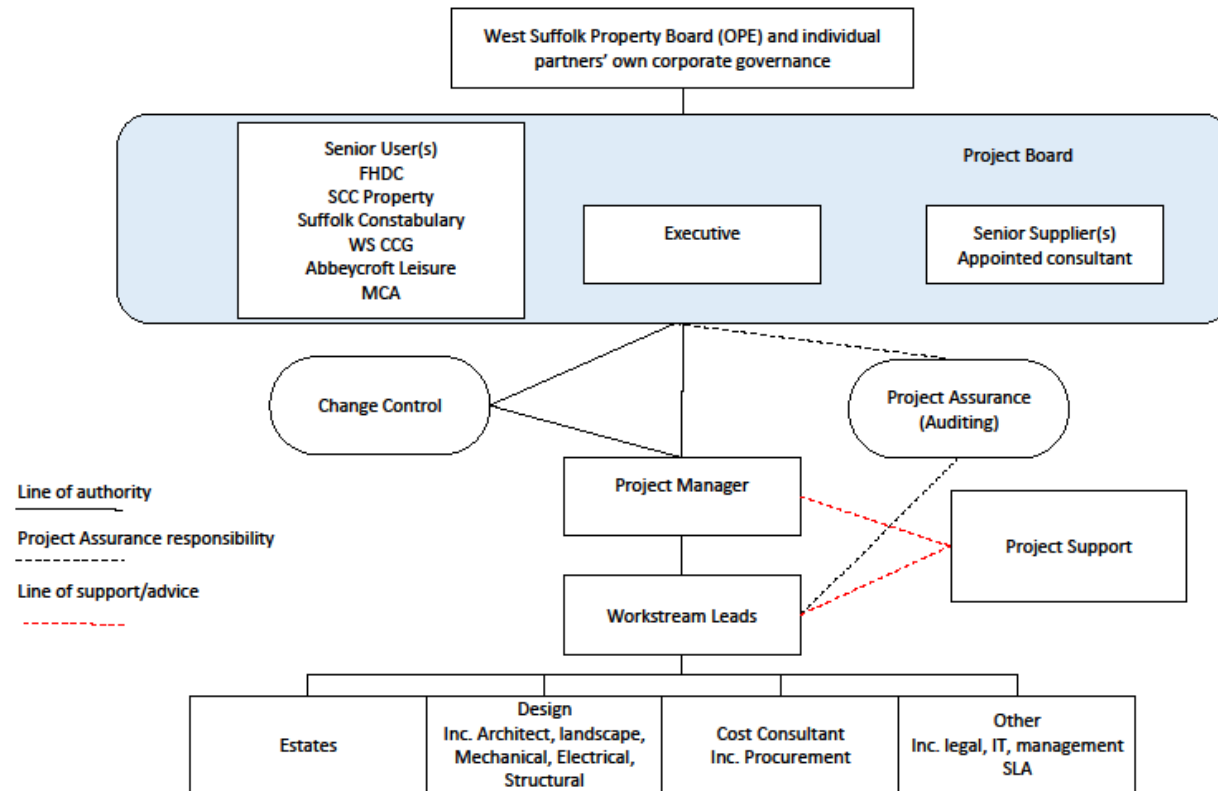 West Suffolk Property Board (OPE) and individual
partners’ own corporate governance
Project Board
Senior User(s)
FHDC
SCC Property
Suffolk Constabulary
WS CCG
Abbeycroft Leisure
MCA
Executive
Senior Supplier(s)
Appointed consultant
Change Control
Project Assurance
(Auditing)
Project Manager
Project Support
Workstream Leads
Line of authority
Project Assurance responsibility
Line of support/advice
Estates
Design
Inc. Architect, landscape,
Mechanical, Electrical,
Structural
Cost Consultant
Inc. Procurement
Other
Inc. legal, IT, management
SLA